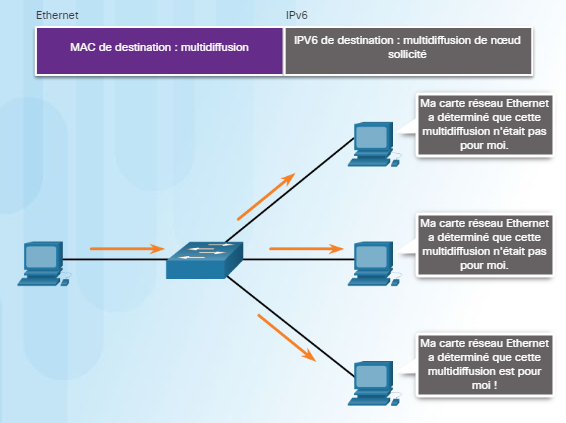 Ethernet
IPv6
MAC de destination : multidiffusion
IPV6 de destination : multidiffusion de nœud
sollicité
Ma carte réseau Ethernet
a déterminé que cette
multidiffusion n'était pas
pour moi.
Ma carte réseau Ethernet
a déterminé que cette
multidiffusion n'était pas
pour moi.
Ma carte réseau Ethernet
a déterminé que cette
multidiffusion est pour
moi !